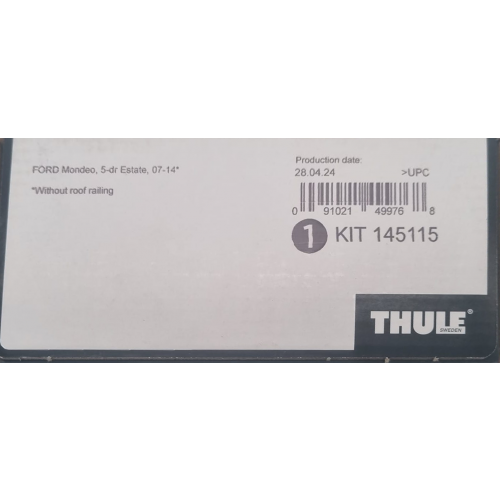 FORD Mondeo, 5-dr Estate, 07-14*
*Without roof railing
Production date:
28.04.24 >UPC
0 91021 49976 8
1 KIT 145115
THULE®
SWEDEN